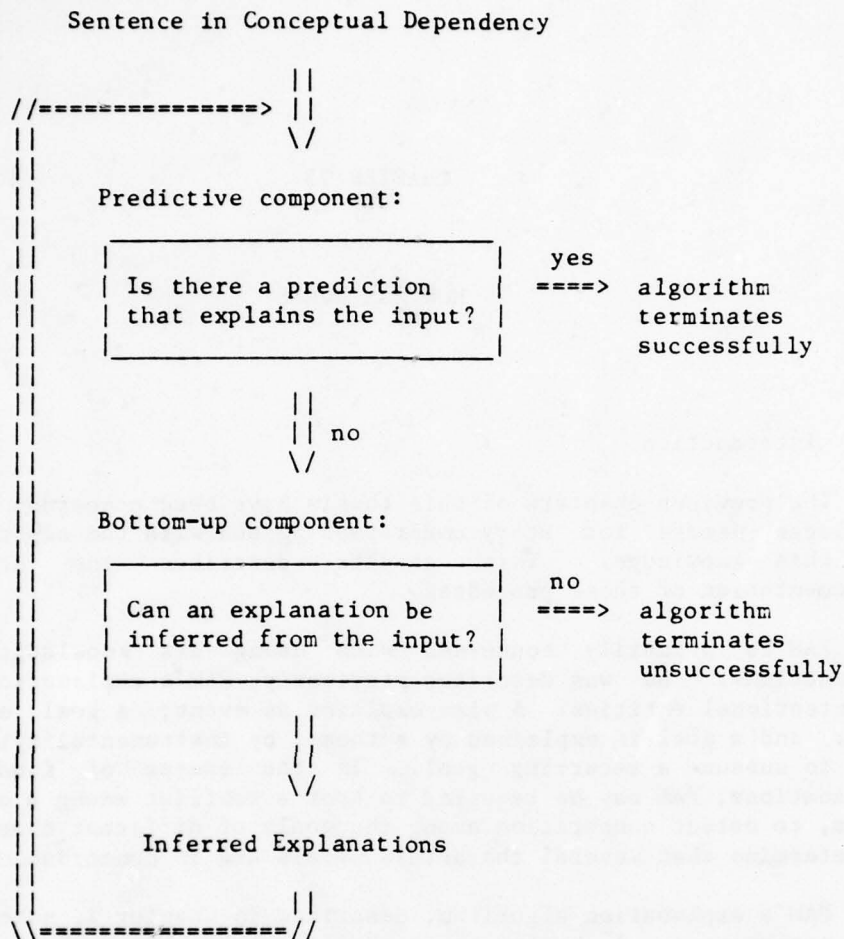 Sentence in Conceptual Dependency
Predictive component:
Is there a prediction
that explains the input?
yes
====> algorithm
terminates
successfully
no
Bottom-up component:
Can an explanation be
inferred from the input?
no
====> algorithm
terminates
unsuccessfully
Inferred Explanations